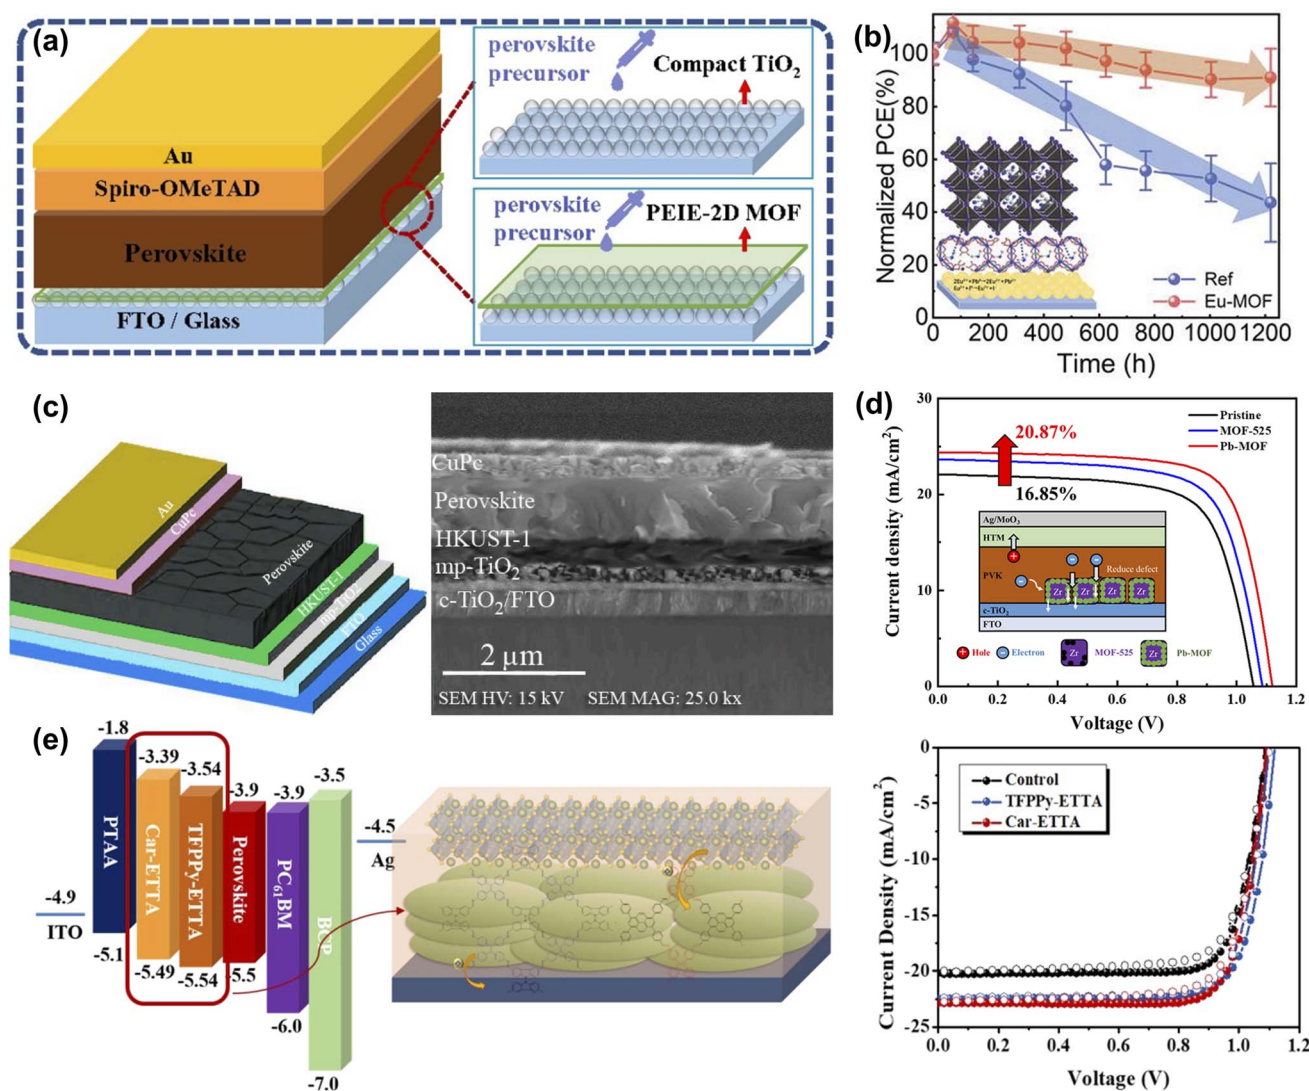 (a)
perovskite
precursor
Compact TiO₂
perovskite
precursor
PEIE-2D MOF
Au
Spiro-OMeTAD
Perovskite
FTO / Glass
(b)
Normalized PCE(%)
100
80
60
40
20
0
0 200 400 600 800 1000 1200
Time (h)
Ref
Eu-MOF
(c)
Au
CuPc
Perovskite
HKUST-1
mp-TiO2
FTO
Glass
CuPc
Perovskite
HKUST-1
mp-TiO₂
c-TiO₂/FTO
2 μm
SEM HV: 15 kV SEM MAG: 25.0 kx
(d)
Current density (mA/cm²)
30
20
10
0
0.0 0.2 0.4 0.6 0.8 1.0 1.2
Voltage (V)
Pristine
MOF-525
Pb-MOF
20.87%
16.85%
Ag/MoO₃
HTM
PVK
Reduce defect
Zr Zr Zr Zr
c-TiO₂
FTO
Hole Electron Zr MOF-525 Zr Pb-MOF
(e)
-1.8
-3.39
-3.54
-3.9
-3.9
-3.5
-4.5
Ag
-4.9
ITO
PTAA
Car-ETTA
TFPPy-ETTA
Perovskite
PC₆₁BM
BCP
-5.1
-5.49
-5.54
-5.5
-6.0
-7.0
Current Density (mA/cm²)
0
-5
-10
-15
-20
-25
0.0 0.2 0.4 0.6 0.8 1.0 1.2
Voltage (V)
Control
TFPPy-ETTA
Car-ETTA